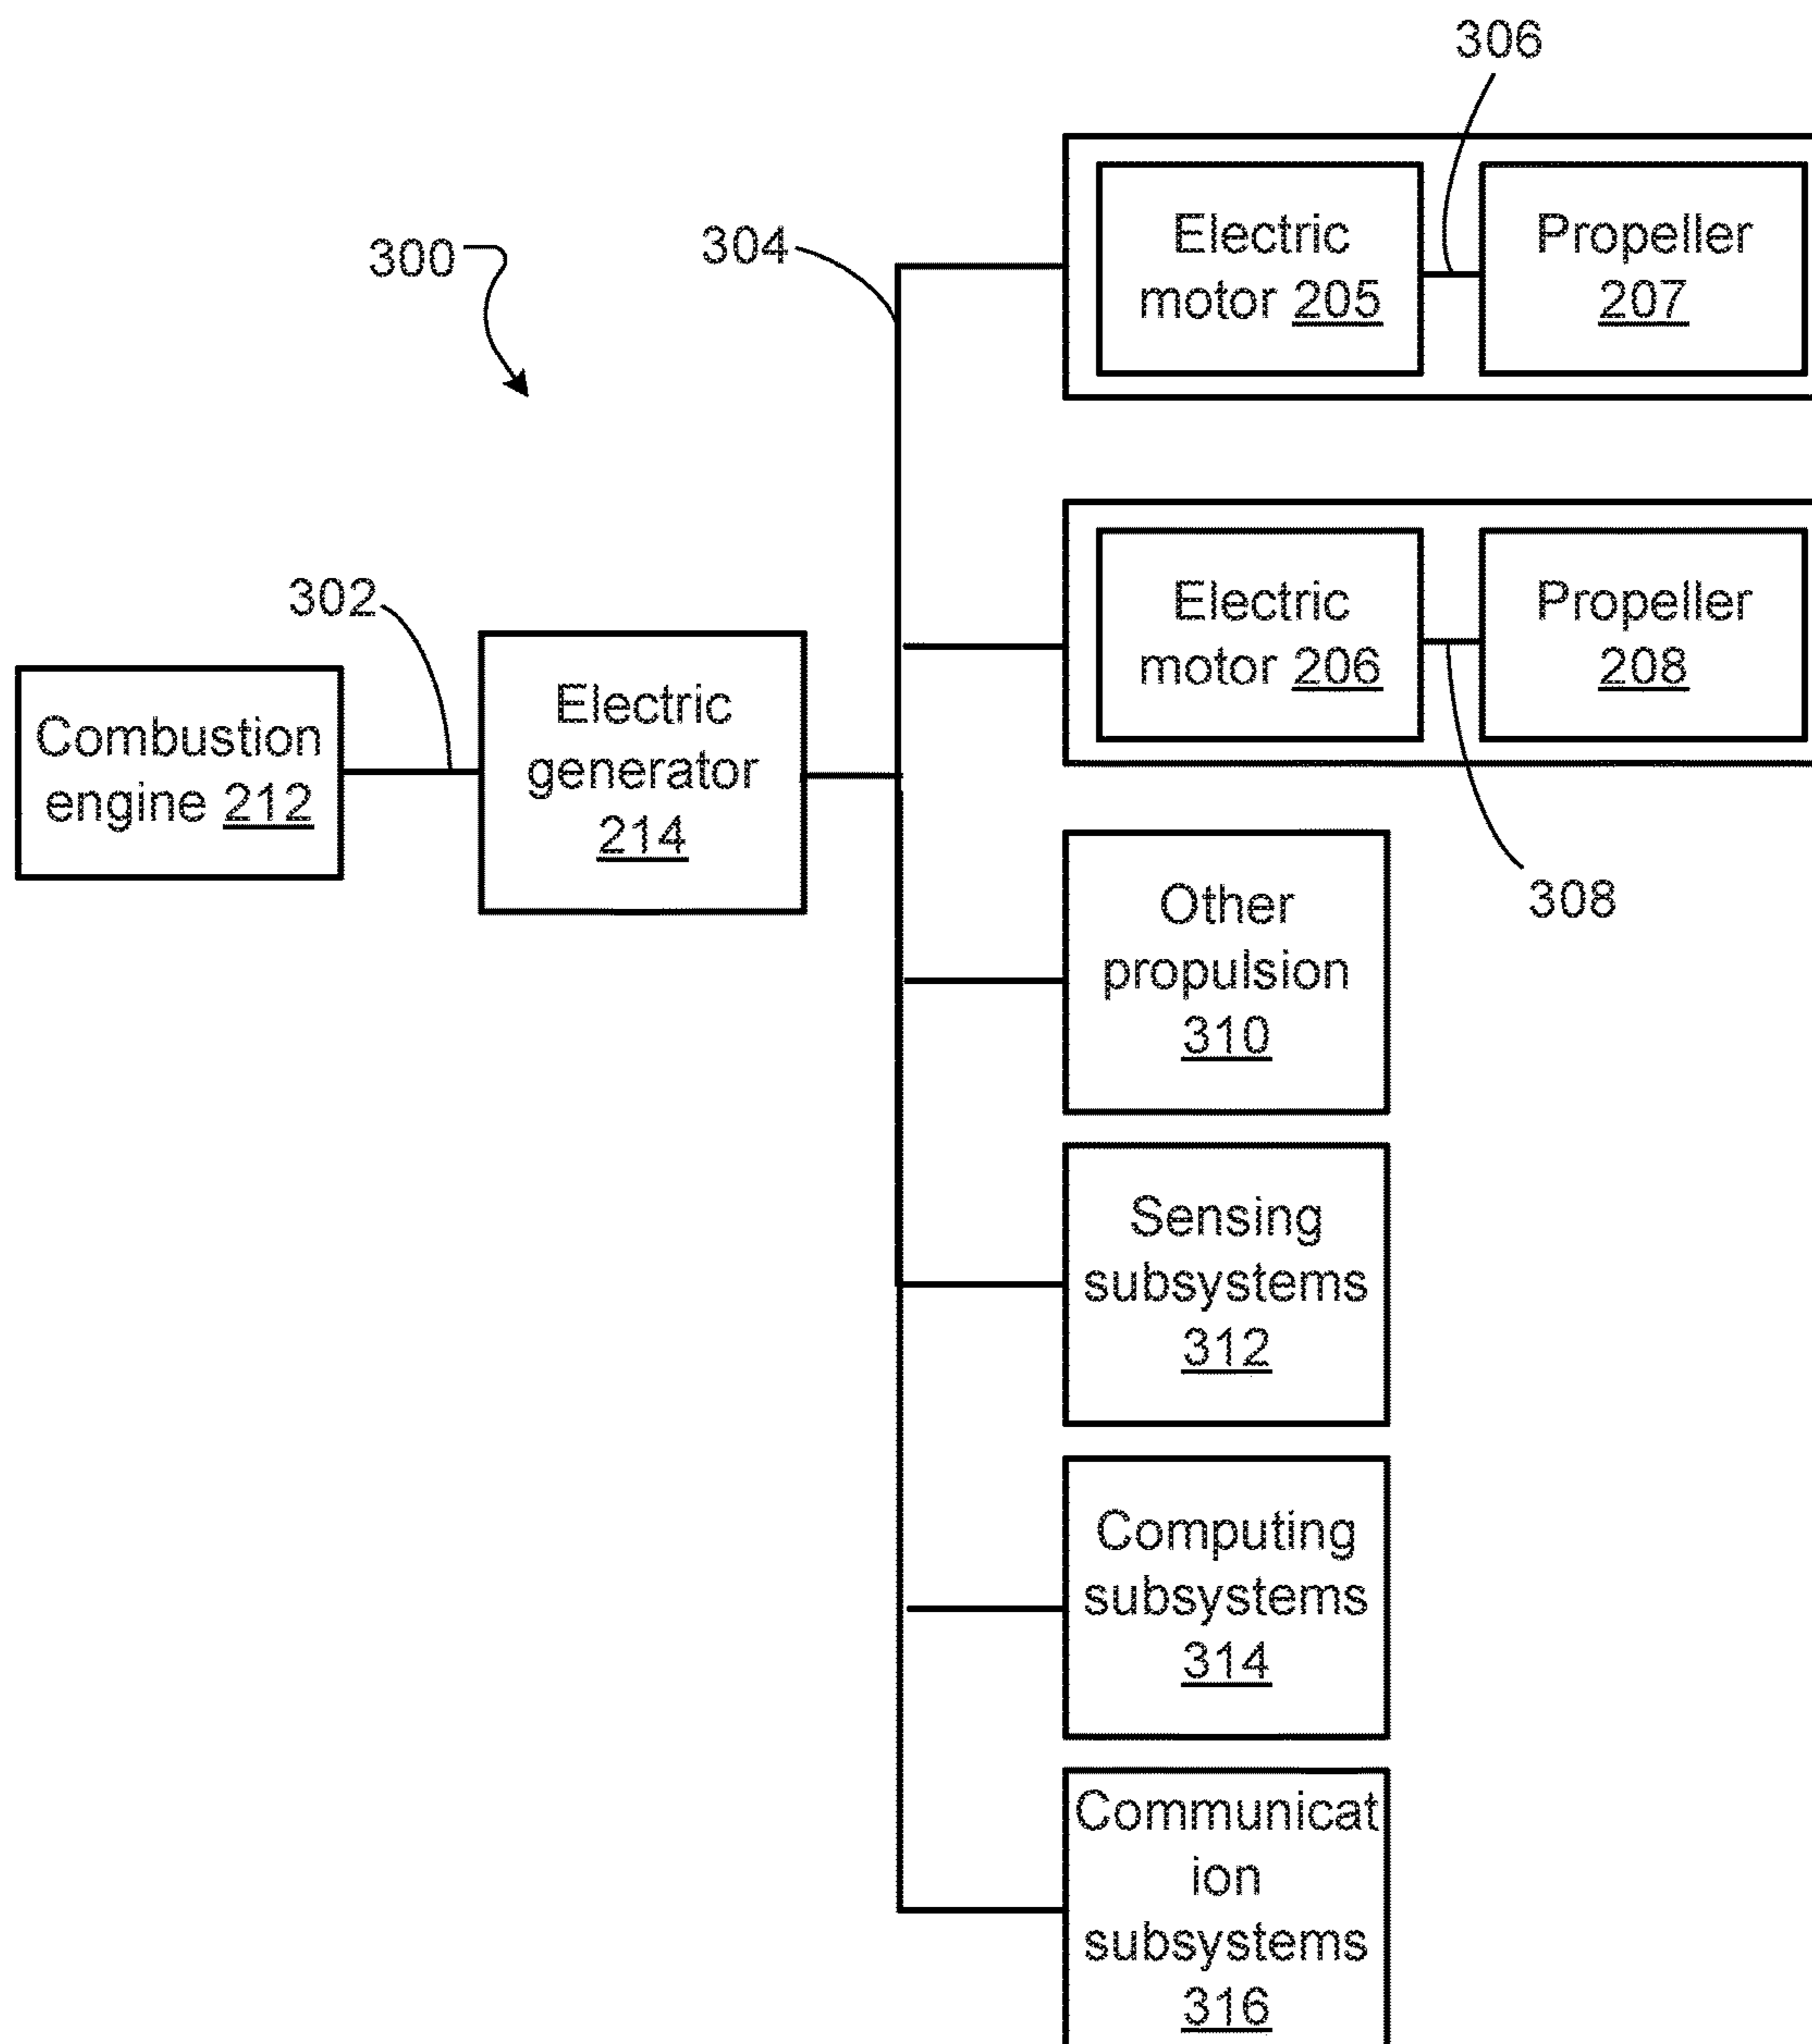 306
304
300
Electric
motor 205
Propeller
207
302
Electric
motor 206
Propeller
208
Combustion
engine 212
Electric
generator
214
308
Other
propulsion
310
Sensing
subsystems
312
Computing
subsystems
314
Communicat
ion
subsystems
316